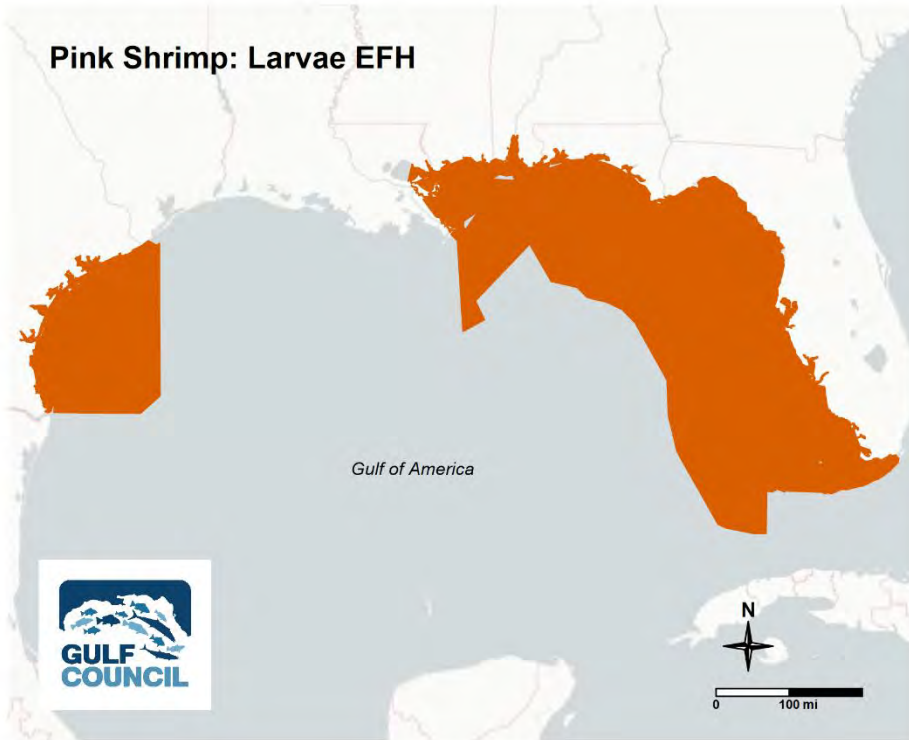 Pink Shrimp: Larvae EFH
Gulf of America
GULF
COUNCIL
N
0 100 mi